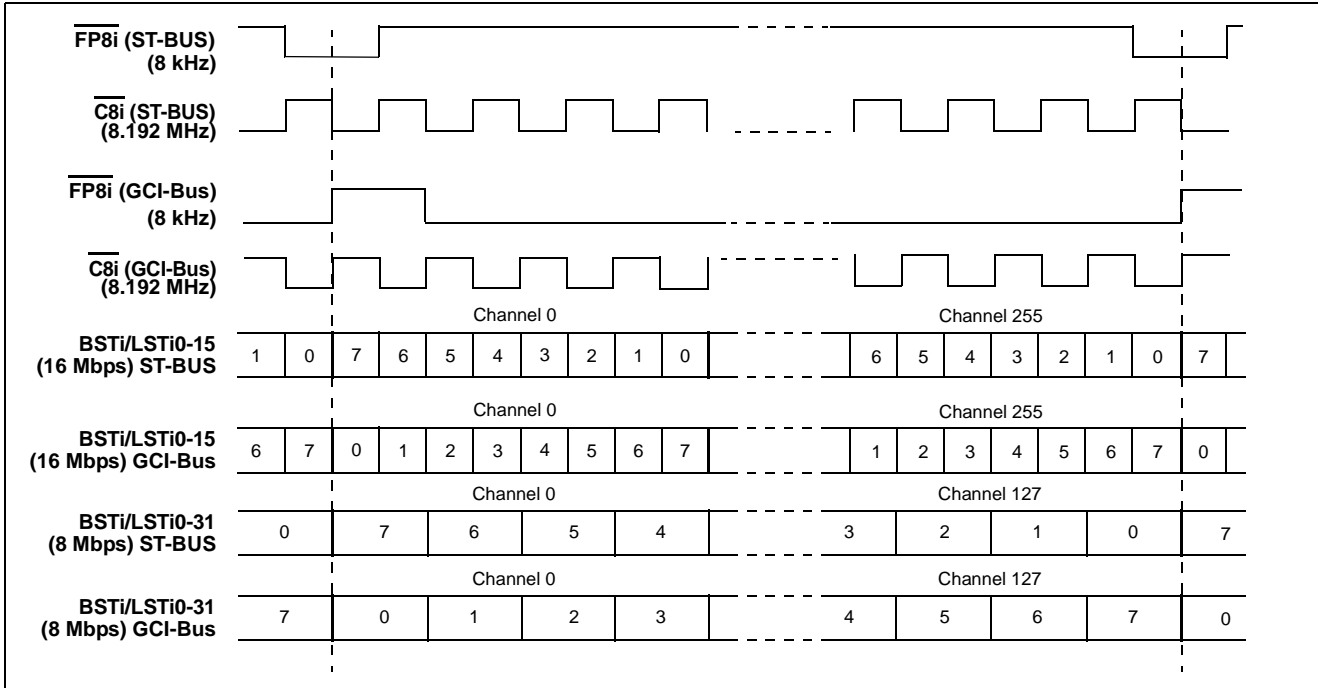 FP8i (ST-BUS)
(8 kHz)
C8i (ST-BUS)
(8.192 MHz)
FP8i (GCI-Bus)
(8 kHz)
C8i (GCI-Bus)
(8.192 MHz)
Channel 0 Channel 255
BSTi/LSTi0-15
(16 Mbps) ST-BUS
1 0 7 6 5 4 3 2 1 0 6 5 4 3 2 1 0 7
Channel 0 Channel 255
BSTi/LSTi0-15
(16 Mbps) GCI-Bus
6 7 0 1 2 3 4 5 6 7 1 2 3 4 5 6 7 0
Channel 0 Channel 127
BSTi/LSTi0-31
(8 Mbps) ST-BUS
0 7 6 5 4 3 2 1 0 7
Channel 0 Channel 127
BSTi/LSTi0-31
(8 Mbps) GCI-Bus
7 0 1 2 3 4 5 6 7 0